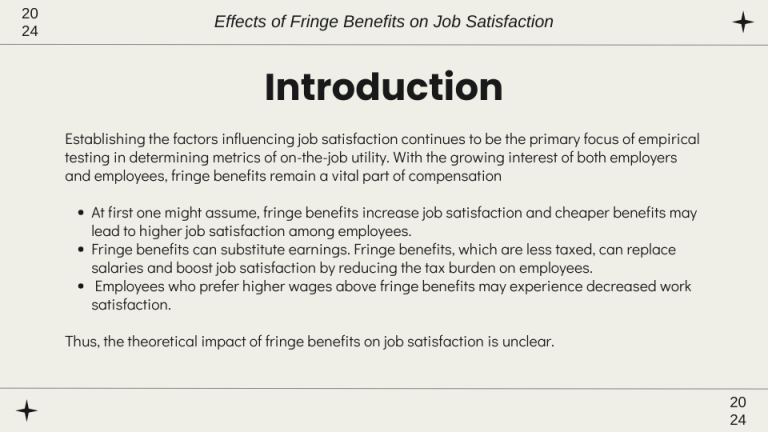 20
24
Effects of Fringe Benefits on Job Satisfaction
Introduction
Establishing the factors influencing job satisfaction continues to be the primary focus of empirical
testing in determining metrics of on-the-job utility. With the growing interest of both employers
and employees, fringe benefits remain a vital part of compensation
• At first one might assume, fringe benefits increase job satisfaction and cheaper benefits may
lead to higher job satisfaction among employees.
• Fringe benefits can substitute earnings. Fringe benefits, which are less taxed, can replace
salaries and boost job satisfaction by reducing the tax burden on employees.
• Employees who prefer higher wages above fringe benefits may experience decreased work
satisfaction.
Thus, the theoretical impact of fringe benefits on job satisfaction is unclear.
20
24